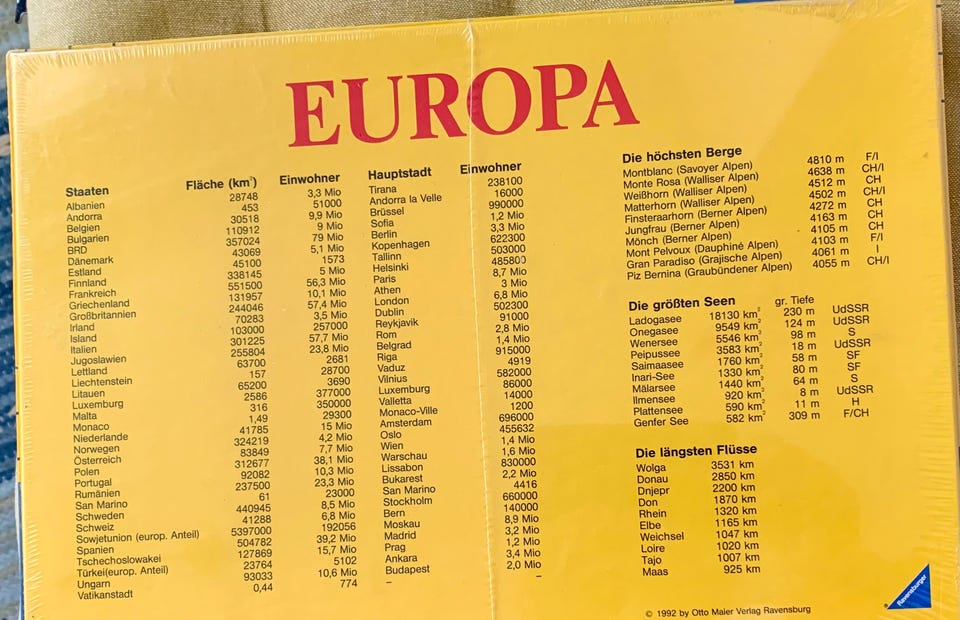 EUROPA
Staaten Fläche (km²) Einwohner Hauptstadt Einwohner
Albanien 28748 3,3 Mio Tirana 238100
Andorra 453 51000 Andorra la Velle 16000
Belgien 30518 9,9 Mio Brüssel 990000
Bulgarien 110912 9 Mio Sofia 1,2 Mio
BRD 357024 79 Mio Berlin 3,3 Mio
Dänemark 43069 5,1 Mio Kopenhagen 622300
Estland 45100 1573 Tallinn 503000
Finnland 338145 5 Mio Helsinki 485800
Frankreich 551500 56,3 Mio Paris 8,7 Mio
Griechenland 131957 10,1 Mio Athen 3 Mio
Großbritannien 244046 57,4 Mio London 6,8 Mio
Irland 70283 3,5 Mio Dublin 502300
Island 103000 257000 Reykjavik 91000
Italien 301225 57,7 Mio Rom 2,8 Mio
Jugoslawien 255804 23,8 Mio Belgrad 1,4 Mio
Lettland 63700 2681 Riga 915000
Liechtenstein 157 28700 Vaduz 4919
Litauen 65200 3690 Vilnius 582000
Luxemburg 2586 377000 Luxemburg 86000
Malta 316 350000 Valletta 14000
Monaco 1,49 29300 Monaco-Ville 1200
Niederlande 41785 15 Mio Amsterdam 696000
Norwegen 324219 4,2 Mio Oslo 455632
Österreich 83849 7,7 Mio Wien 1,4 Mio
Polen 312677 38,1 Mio Warschau 1,6 Mio
Portugal 92082 10,3 Mio Lissabon 830000
Rumänien 237500 23,3 Mio Bukarest 2,2 Mio
San Marino 61 23000 San Marino 4416
Schweden 440945 8,5 Mio Stockholm 660000
Schweiz 41288 6,8 Mio Bern 140000
Sowjetunion (europ. Anteil) 5397000 192056 Moskau 8,9 Mio
Spanien 504782 39,2 Mio Madrid 3,2 Mio
Tschechoslowakei 127869 15,7 Mio Prag 1,2 Mio
Türkei(europ. Anteil) 23764 5102 Ankara 3,4 Mio
Ungarn 93033 10,6 Mio Budapest 2,0 Mio
Vatikanstadt 0,44 774 – –
Die höchsten Berge
Montblanc (Savoyer Alpen) 4810 m F/I
Monte Rosa (Walliser Alpen) 4638 m CH/I
Weißhorn (Walliser Alpen) 4512 m CH
Matterhorn (Walliser Alpen) 4502 m CH/I
Finsteraarhorn (Berner Alpen) 4272 m CH
Jungfrau (Berner Alpen) 4163 m CH
Mönch (Berner Alpen) 4105 m CH
Mont Pelvoux (Dauphiné Alpen) 4103 m F/I
Gran Paradiso (Grajische Alpen) 4061 m I
Piz Bernina (Graubündener Alpen) 4055 m CH/I
Die größten Seen gr. Tiefe
Ladogasee 18130 km² 230 m UdSSR
Onegasee 9549 km² 124 m UdSSR
Wenersee 5546 km² 98 m S
Peipussee 3583 km² 18 m UdSSR
Saimaasee 1760 km² 58 m SF
Inari-See 1330 km² 80 m SF
Mälarsee 1440 km² 64 m S
Ilmensee 920 km² 8 m UdSSR
Plattensee 590 km² 11 m H
Genfer See 582 km² 309 m F/CH
Die längsten Flüsse
Wolga 3531 km
Donau 2850 km
Dnjepr 2200 km
Don 1870 km
Rhein 1320 km
Elbe 1165 km
Weichsel 1047 km
Loire 1020 km
Tajo 1007 km
Maas 925 km
© 1992 by Otto Maier Verlag Ravensburg
Ravensburger